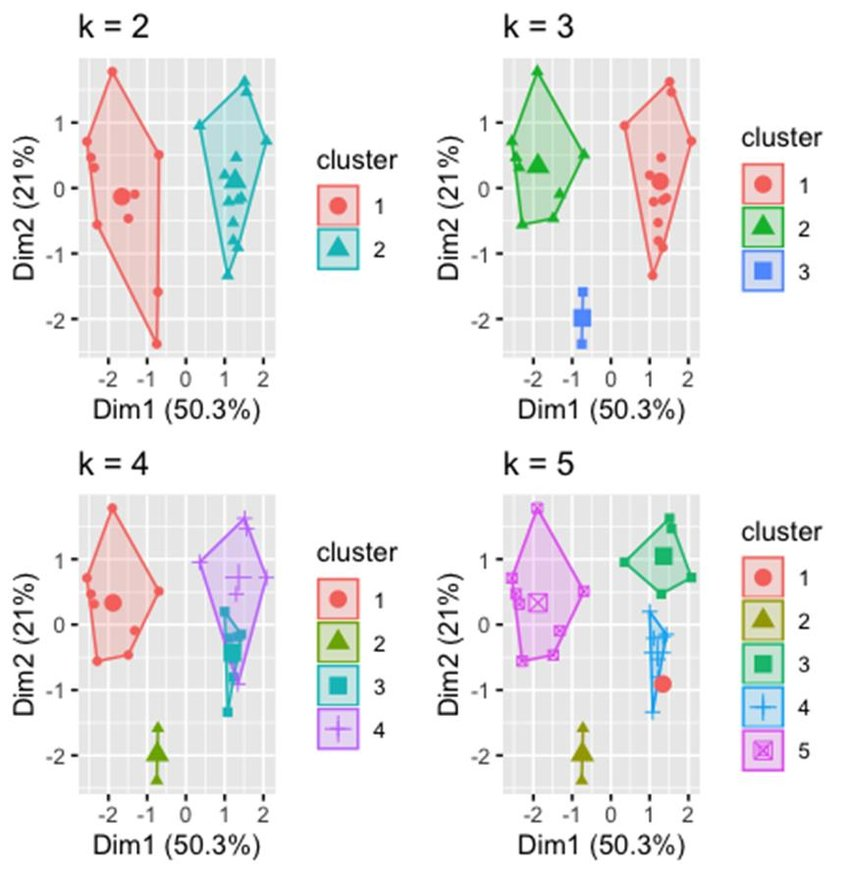 k = 2
1
0
-1
-2
Dim2 (21%)
-2 -1 0 1 2
Dim1 (50.3%)
cluster
1
2
k = 3
1
0
-1
-2
Dim2 (21%)
-2 -1 0 1 2
Dim1 (50.3%)
cluster
1
2
3
k = 4
1
0
-1
-2
Dim2 (21%)
-2 -1 0 1 2
Dim1 (50.3%)
cluster
1
2
3
4
k = 5
1
0
-1
-2
Dim2 (21%)
-2 -1 0 1 2
Dim1 (50.3%)
cluster
1
2
3
4
5